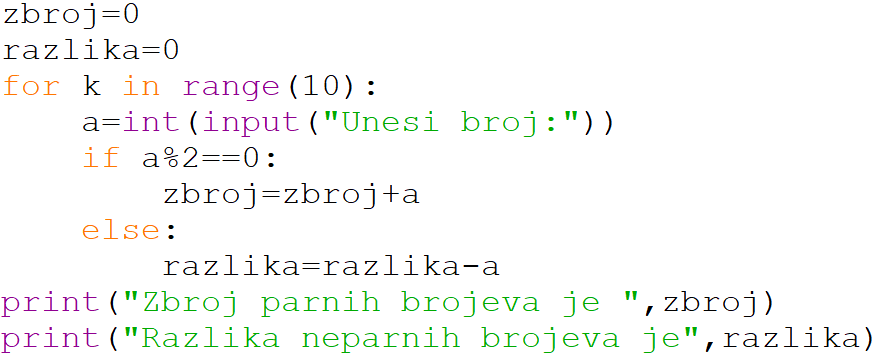 zbroj=0
razlika=0
for k in range(10):
    a=int(input("Unesi broj:"))
    if a%2==0:
        zbroj=zbroj+a
    else:
        razlika=razlika-a
print("Zbroj parnih brojeva je ",zbroj)
print("Razlika neparnih brojeva je",razlika)